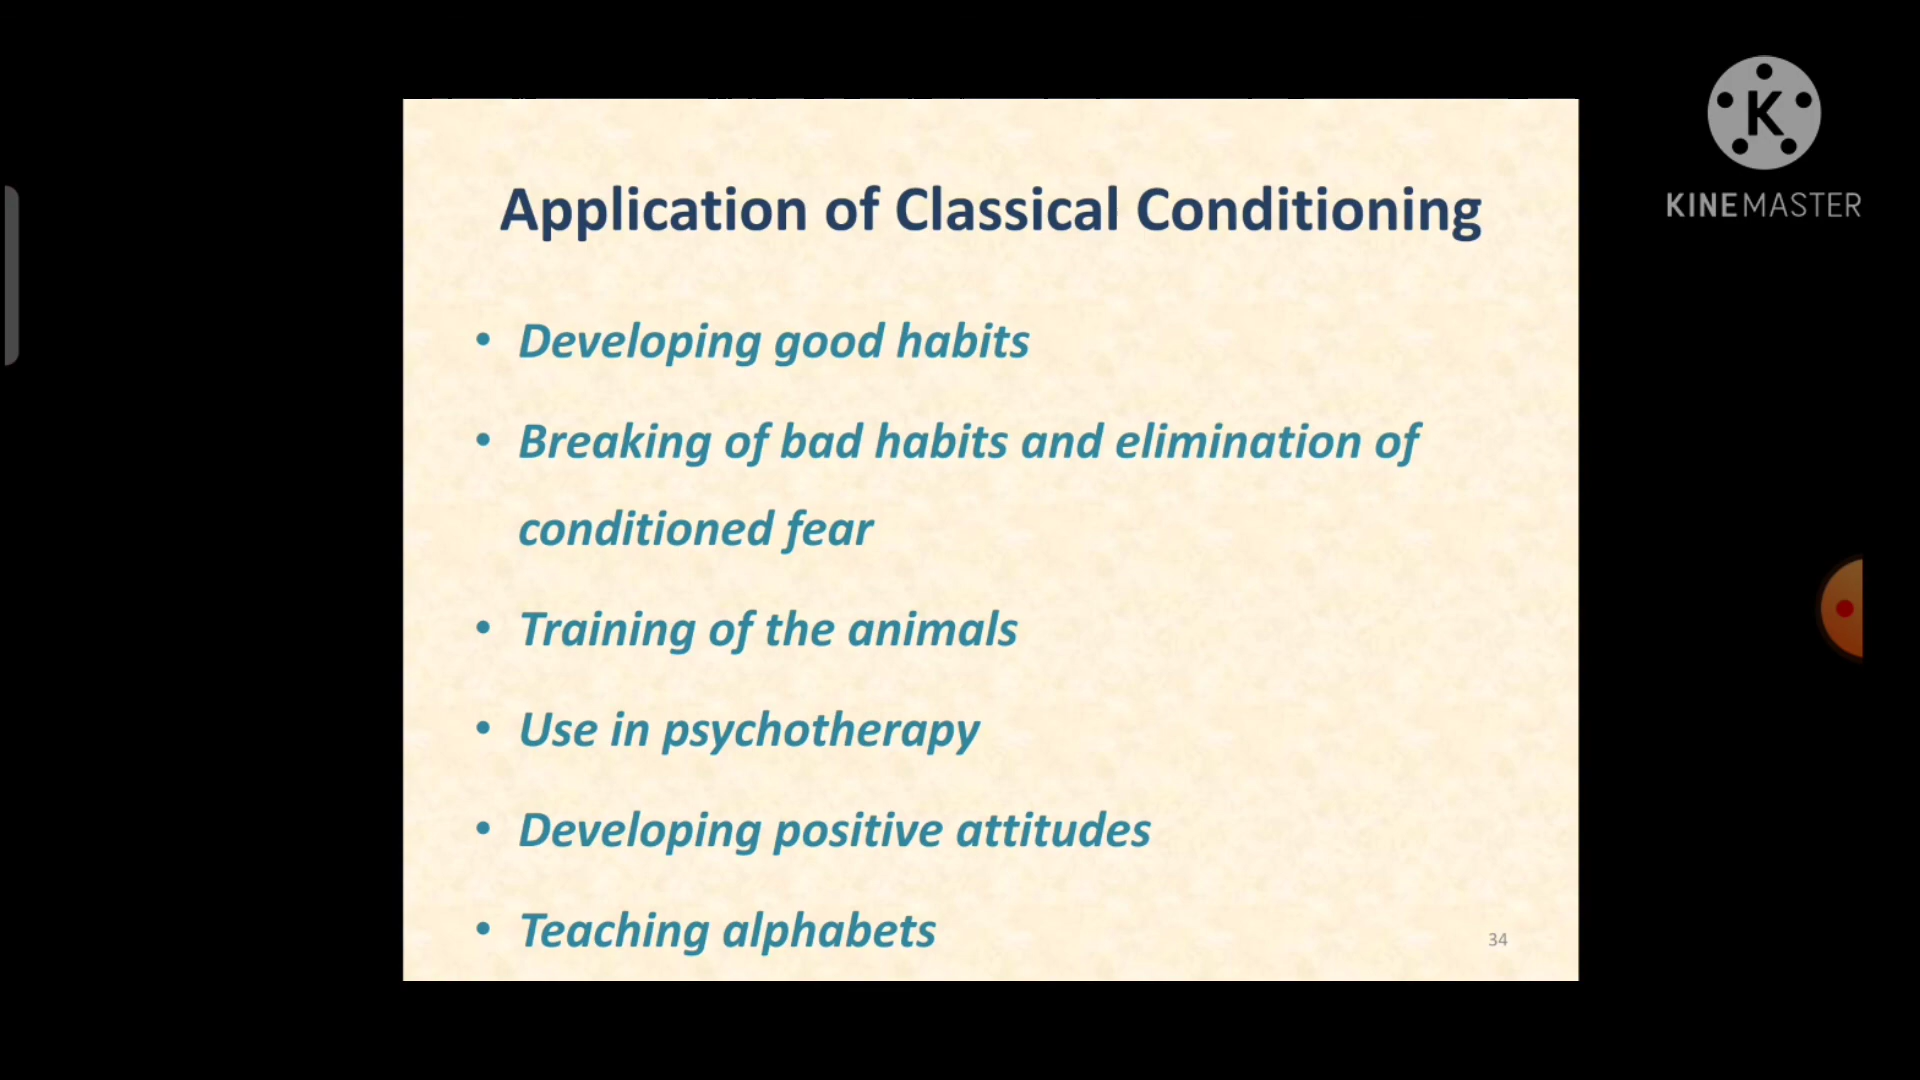 Application of Classical Conditioning
• Developing good habits
• Breaking of bad habits and elimination of
conditioned fear
• Training of the animals
• Use in psychotherapy
• Developing positive attitudes
• Teaching alphabets
34
K
KINEMASTER